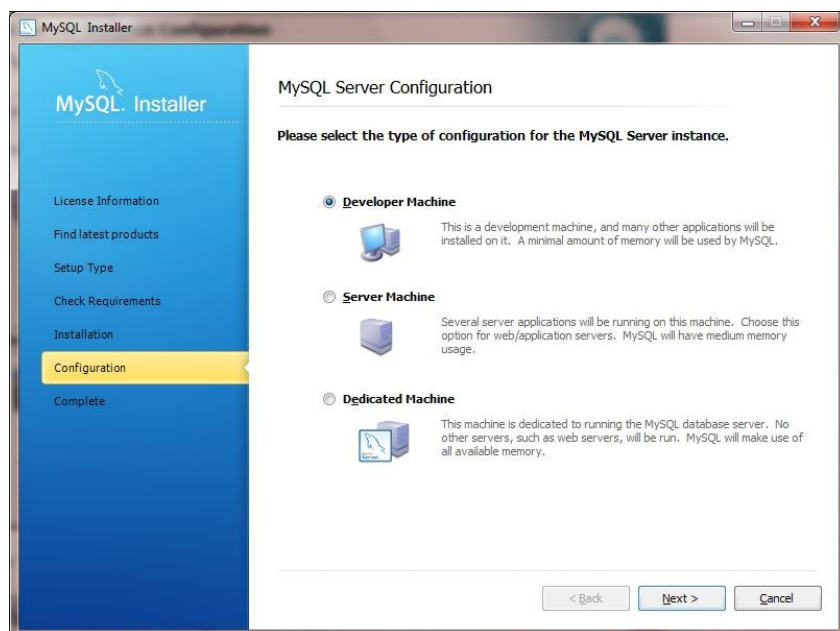 MySQL Installer
MySQL. Installer
License Information
Find latest products
Setup Type
Check Requirements
Installation
Configuration
Complete
MySQL Server Configuration
Please select the type of configuration for the MySQL Server instance.
Developer Machine
This is a development machine, and many other applications will be
installed on it. A minimal amount of memory will be used by MySQL.
Server Machine
Several server applications will be running on this machine. Choose this
option for web/application servers. MySQL will have medium memory
usage.
Dedicated Machine
This machine is dedicated to running the MySQL database server. No
other servers, such as web servers, will be run. MySQL will make use of
all available memory.
< Back
Next >
Cancel